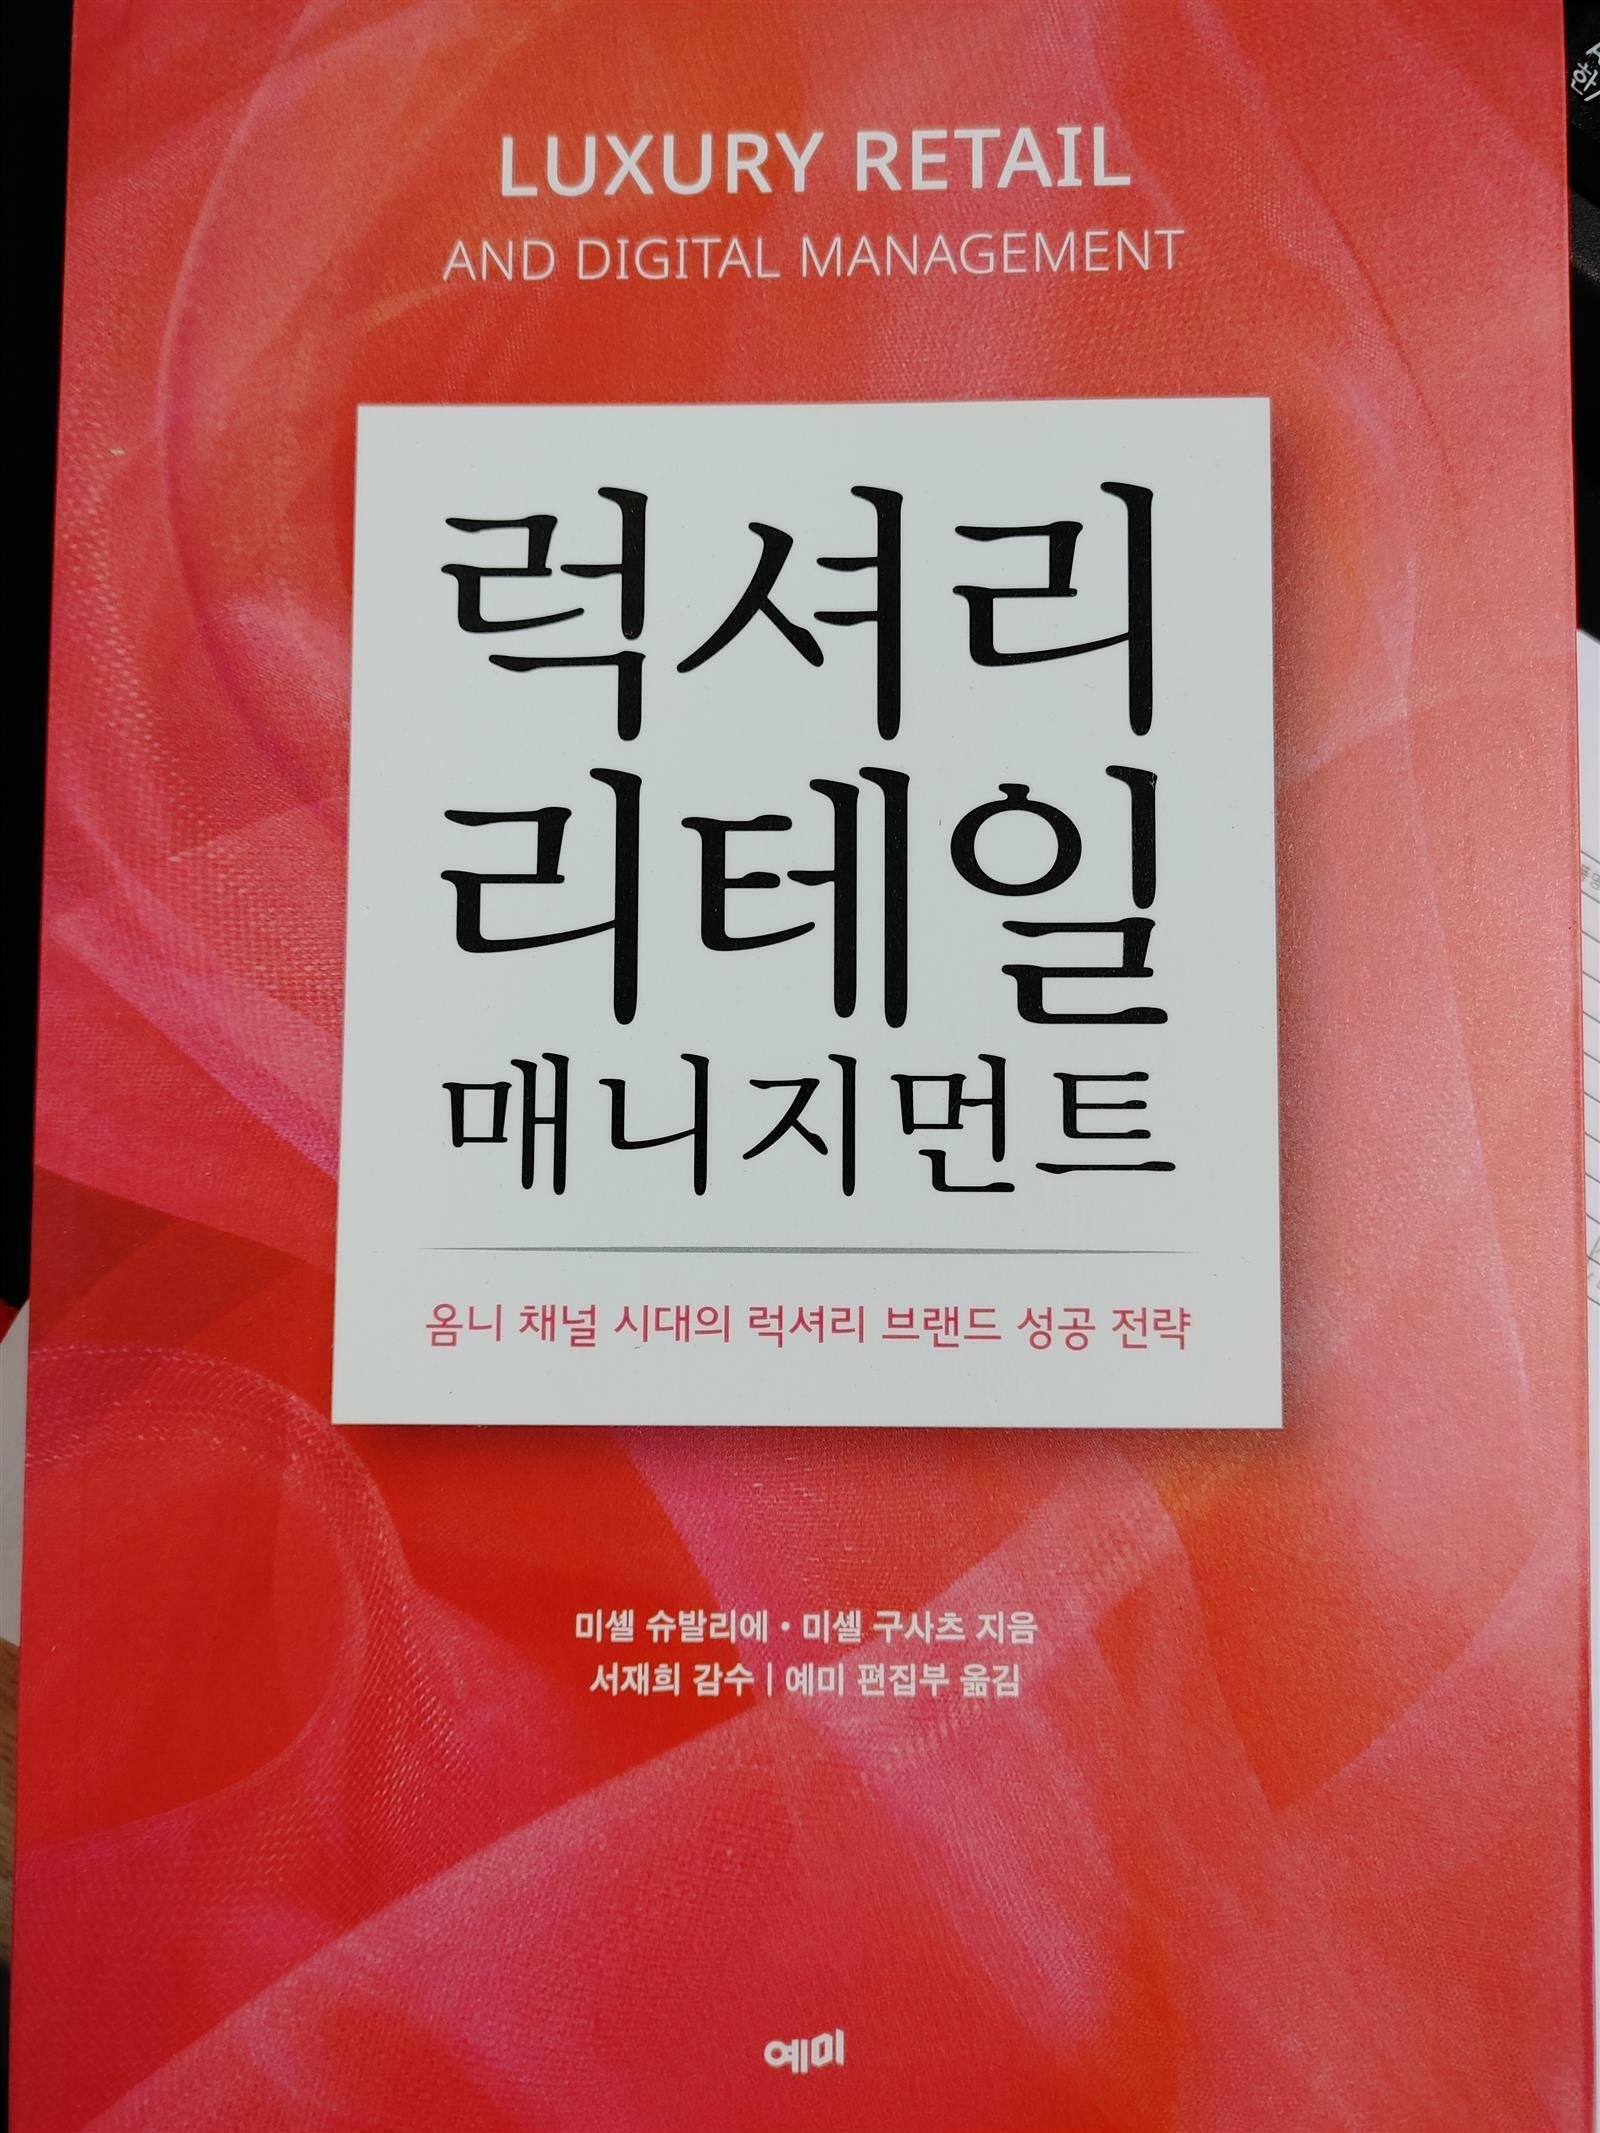 LUXURY RETAIL
AND DIGITAL MANAGEMENT
럭셔리
리테일
매니지먼트
옴니 채널 시대의 럭셔리 브랜드 성공 전략
미셸 슈발리에 • 미셸 구사츠 지음
서재희 감수 | 예미 편집부 옮김
예미